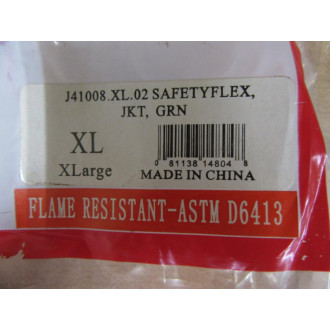 J41008.XL.02 SAFETYFLEX,
JKT, GRN
XL
XLarge
0 81138 14804 8
MADE IN CHINA
FLAME RESISTANT-ASTM D6413